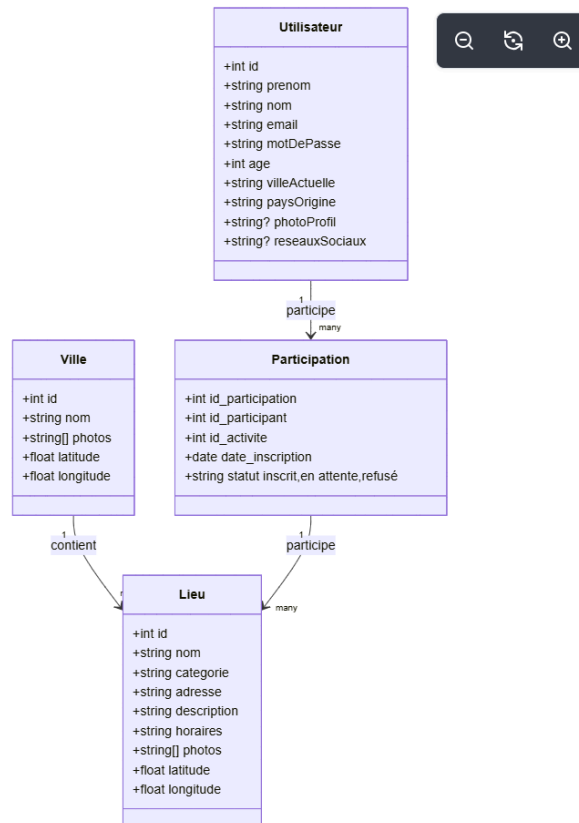 Utilisateur
+int id
+string prenom
+string nom
+string email
+string motDePasse
+int age
+string villeActuelle
+string paysOrigine
+string? photoProfil
+string? reseauxSociaux
1
participe
many
Ville
+int id
+string nom
+string[] photos
+float latitude
+float longitude
Participation
+int id_participation
+int id_participant
+int id_activite
+date date_inscription
+string statut inscrit,en attente,refusé
1
contient
1
participe
many
Lieu
+int id
+string nom
+string categorie
+string adresse
+string description
+string horaires
+string[] photos
+float latitude
+float longitude